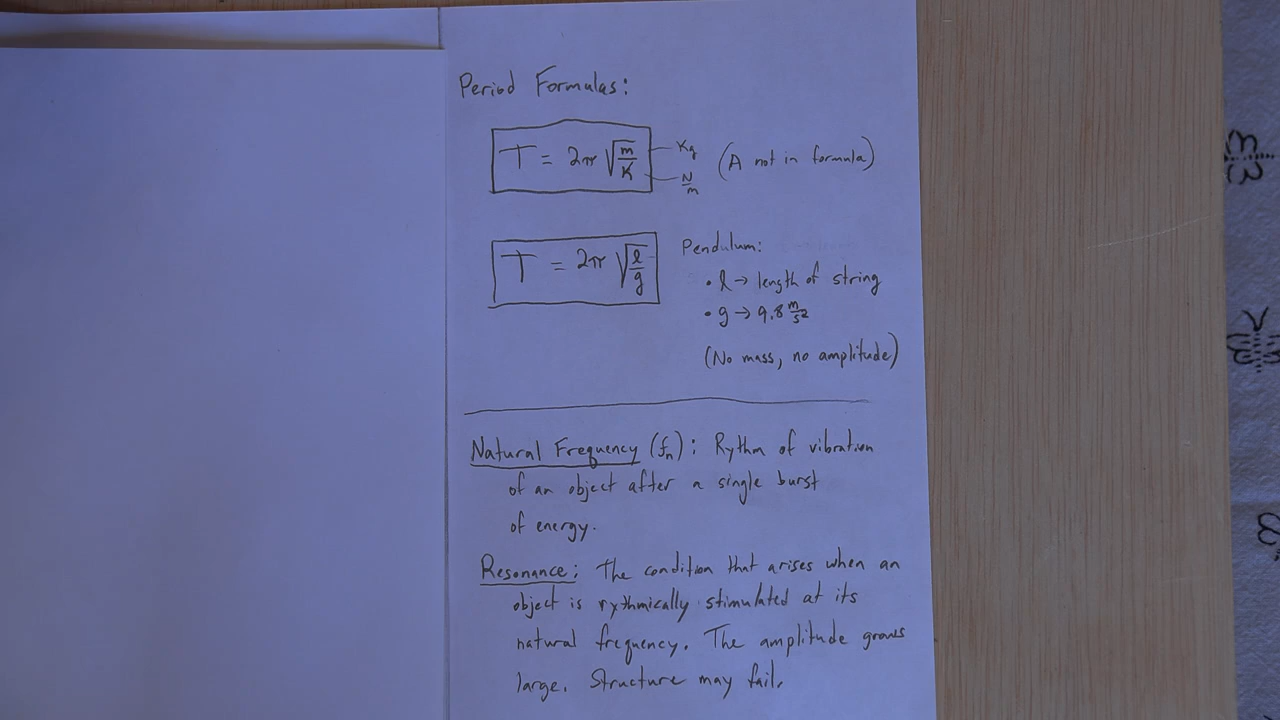 Period Formulas:
T = 2π √(m/K) Kg N/m (A not in formula)
T = 2π √(l/g)
Pendulum:
• l → length of string
• g → 9.8 m/s²
(No mass, no amplitude)
Natural Frequency (fn): Rythm of vibration
of an object after a single burst
of energy.
Resonance: The condition that arises when an
object is rythmically stimulated at its
natural frequency. The amplitude grows
large. Structure may fail.